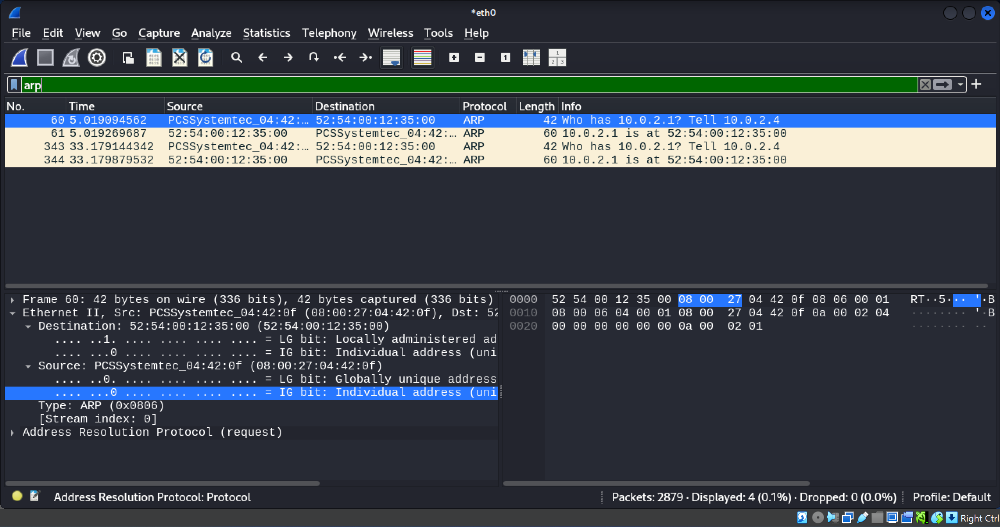 *eth0
File Edit View Go Capture Analyze Statistics Telephony Wireless Tools Help
arp
No. Time Source Destination Protocol Length Info
60 5.019094562 PCSSystemtec_04:42:… 52:54:00:12:35:00 ARP 42 Who has 10.0.2.1? Tell 10.0.2.4
61 5.019269687 52:54:00:12:35:00 PCSSystemtec_04:42:… ARP 60 10.0.2.1 is at 52:54:00:12:35:00
343 33.179144342 PCSSystemtec_04:42:… 52:54:00:12:35:00 ARP 42 Who has 10.0.2.1? Tell 10.0.2.4
344 33.179879532 52:54:00:12:35:00 PCSSystemtec_04:42:… ARP 60 10.0.2.1 is at 52:54:00:12:35:00
Frame 60: 42 bytes on wire (336 bits), 42 bytes captured (336 bits)
Ethernet II, Src: PCSSystemtec_04:42:0f (08:00:27:04:42:0f), Dst: 52
Destination: 52:54:00:12:35:00 (52:54:00:12:35:00)
.... ..1. .... .... .... .... = LG bit: Locally administered ad
.... ...0 .... .... .... .... = IG bit: Individual address (uni
Source: PCSSystemtec_04:42:0f (08:00:27:04:42:0f)
.... ..0. .... .... .... .... = LG bit: Globally unique address
.... ...0 .... .... .... .... = IG bit: Individual address (uni
Type: ARP (0x0806)
[Stream index: 0]
Address Resolution Protocol (request)
0000 52 54 00 12 35 00 08 00 27 04 42 0f 08 06 00 01 RT··5··· '·B
0010 08 00 06 04 00 01 08 00 27 04 42 0f 0a 00 02 04 ········ '·B
0020 00 00 00 00 00 00 0a 00 02 01 ········ ··
Address Resolution Protocol: Protocol
Packets: 2879 · Displayed: 4 (0.1%) · Dropped: 0 (0.0%)
Profile: Default
Right Ctrl